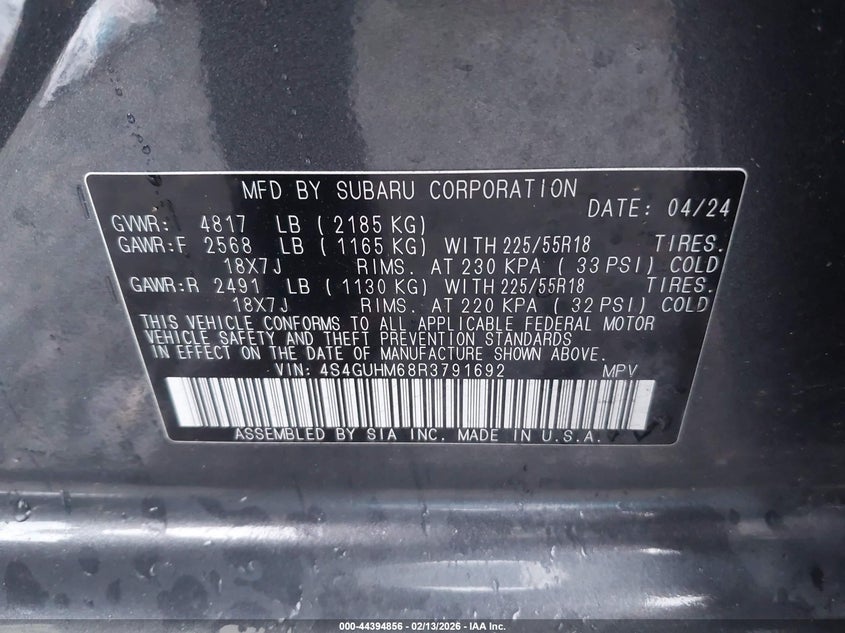 MFD BY SUBARU CORPORATION
DATE: 04/24
GVWR: 4817 LB ( 2185 KG)
GAWR:F 2568 LB ( 1165 KG) WITH 225/55R18 TIRES.
18X7J RIMS. AT 230 KPA ( 33 PSI) COLD
GAWR:R 2491 LB ( 1130 KG) WITH 225/55R18 TIRES.
18X7J RIMS. AT 220 KPA ( 32 PSI) COLD
THIS VEHICLE CONFORMS TO ALL APPLICABLE FEDERAL MOTOR
VEHICLE SAFETY AND THEFT PREVENTION STANDARDS
IN EFFECT ON THE DATE OF MANUFACTURE SHOWN ABOVE.
VIN: 4S4GUHM68R3791692 MPV
ASSEMBLED BY SIA INC. MADE IN U.S.A.
000-44394856 - 02/13/2026 - IAA Inc.